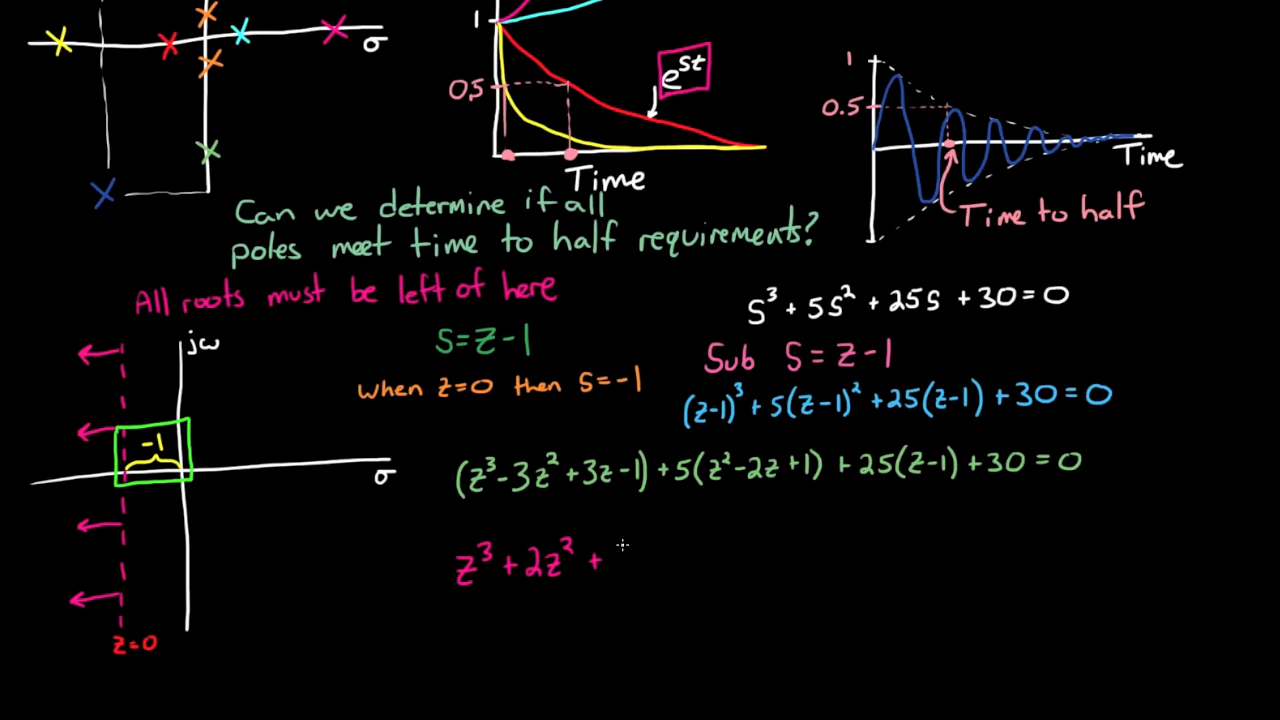 σ
1
0.5
e^st
Time
1
0.5
Time
Time to half
Can we determine if all
poles meet time to half requirements?
All roots must be left of here
jω
-1
σ
z=0
s=z-1
when z=0 then s=-1
s³+5s²+25s+30=0
Sub s=z-1
(z-1)³+5(z-1)²+25(z-1)+30=0
(z³-3z²+3z-1)+5(z²-2z+1)+25(z-1)+30=0
z³+2z²+